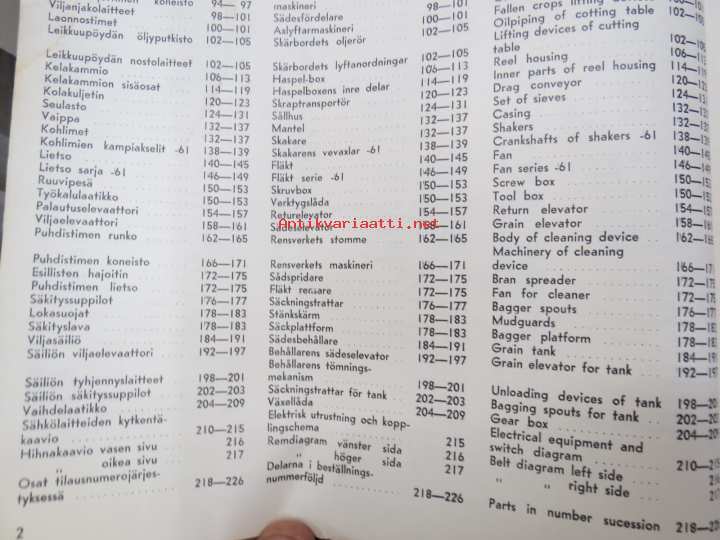 Viljanjakolaitteet 98—101
Laonnostimet 100—101
Leikkuupöydän öljyputkisto 102—105
Leikkuupöydän nostolaitteet 102—105
Kelakammio 106—113
Kelakammion sisäosat 114—119
Kolakuljetin 120—123
Seulasto 124—131
Vaippa 132—137
Kohlimet 132—137
Kohlimien kampiakselit -61 138—139
Lietso 140—145
Lietso sarja -61 146—149
Ruuvipesä 150—153
Työkalulaatikko 150—153
Palautuselevaattori 154—157
Viljaelevaattori 158—161
Puhdistimen runko 162—165
Puhdistimen koneisto 166—171
Esillisten hajoitin 172—175
Puhdistimen lietso 172—175
Säkityssuppilot 176—177
Lokasuojat 178—183
Säkityslava 178—183
Viljasäiliö 184—191
Säiliön viljaelevaattori 192—197
Säiliön tyhjennyslaitteet 198—201
Säiliön säkityssuppilot 202—203
Vaihdelaatikko 204—209
Sähkölaitteiden kytkentä-
kaavio 210—215
Hihnakaavio vasen sivu 216
„ oikea sivu 217
Osat tilausnumerojärjes-
tyksessä 218—226
2
maskineri 98—101
Sädesfördelare 100—101
Axlyftarmaskineri 102—105
Skärbordets oljerör
Skärbordets lyftanordningar 102—105
Haspel-box 106—113
Haspelboxens inre delar 114—119
Skraptransportör 120—123
Sållhus 124—131
Mantel 132—137
Skakare 132—137
Skakarens vevaxlar -61 138—139
Fläkt 140—145
Fläkt serie -61 146—149
Skruvbox 150—153
Verktygslåda 150—153
Returelevator 154—157
Sädeselevator 158—161
Rensverkets stomme 162—165
Antikvariaatti.net
Rensverkets maskineri 166—171
Sådspridare 172—175
Fläkt rensare 172—175
Säckningstrattar 176—177
Stänkskärm 178—183
Säckplattform 178—183
Sädesbehållare 184—191
Behållarens sädeselevator 192—197
Behållarens tömnings-
mekanism 198—201
Säckningstrattar för tank 202—203
Växellåda 204—209
Elektrisk utrustning och kopp-
lingschema 215
Remdiagram vänster sida 216
„ höger sida 217
Delarna i beställnings-
nummerföljd 218—226
Fallen crops lifting
Oilpiping of cotting table
Lifting devices of cutting
table
Reel housing
Inner parts of reel housing
Drag conveyor
Set of sieves
Casing
Shakers
Crankshafts of shakers -61
Fan
Fan series -61
Screw box
Tool box
Return elevator
Grain elevator
Body of cleaning device
Machinery of cleaning
device
Bran spreader
Fan for cleaner
Bagger spouts
Mudguards
Bagger platform
Grain tank
Grain elevator for tank
Unloading devices of tank
Bagging spouts for tank
Gear box
Electrical equipment and
switch diagram
Belt diagram left side
„ „ right side
Parts in number sucession